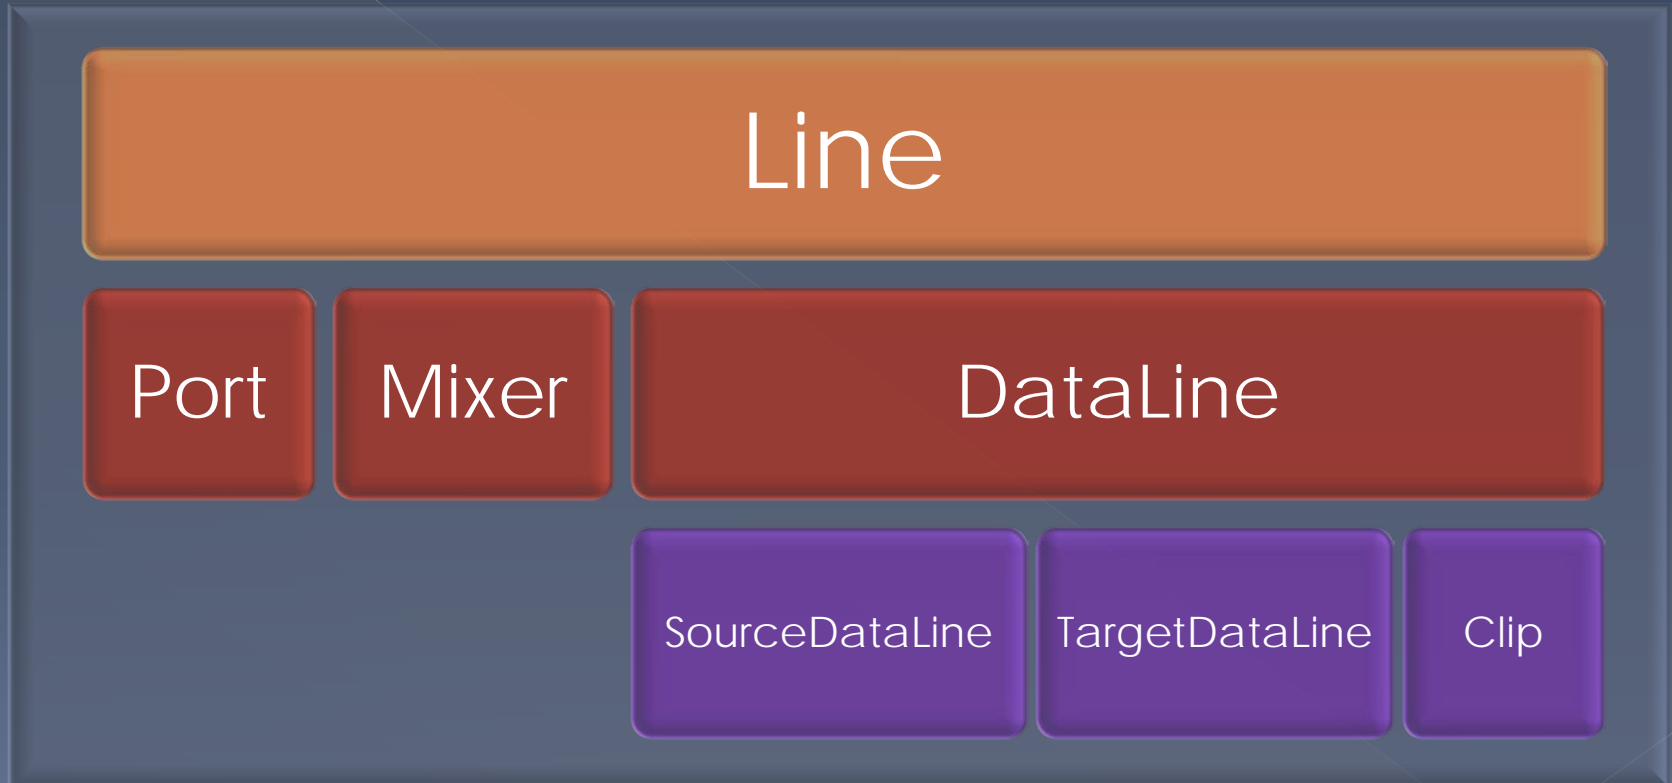 Line
Port
Mixer
DataLine
SourceDataLine
TargetDataLine
Clip